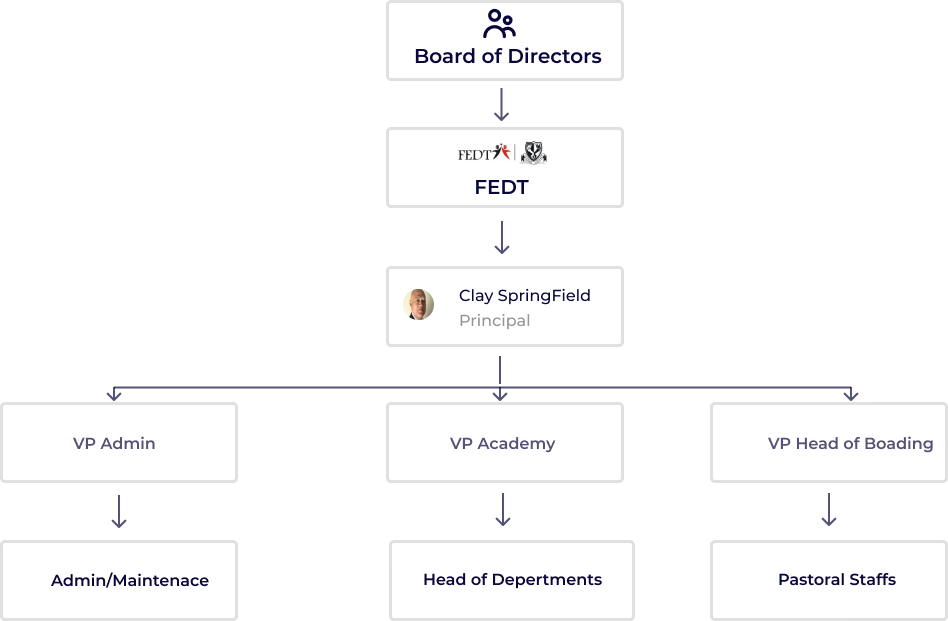 Board of Directors
FEDT
FEDT
Clay SpringField
Principal
VP Admin
VP Academy
VP Head of Boading
Admin/Maintenace
Head of Depertments
Pastoral Staffs